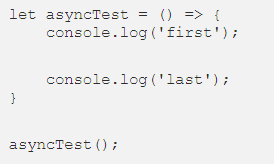 let asyncTest = () => {
    console.log('first');
    console.log('last');
}
asyncTest();